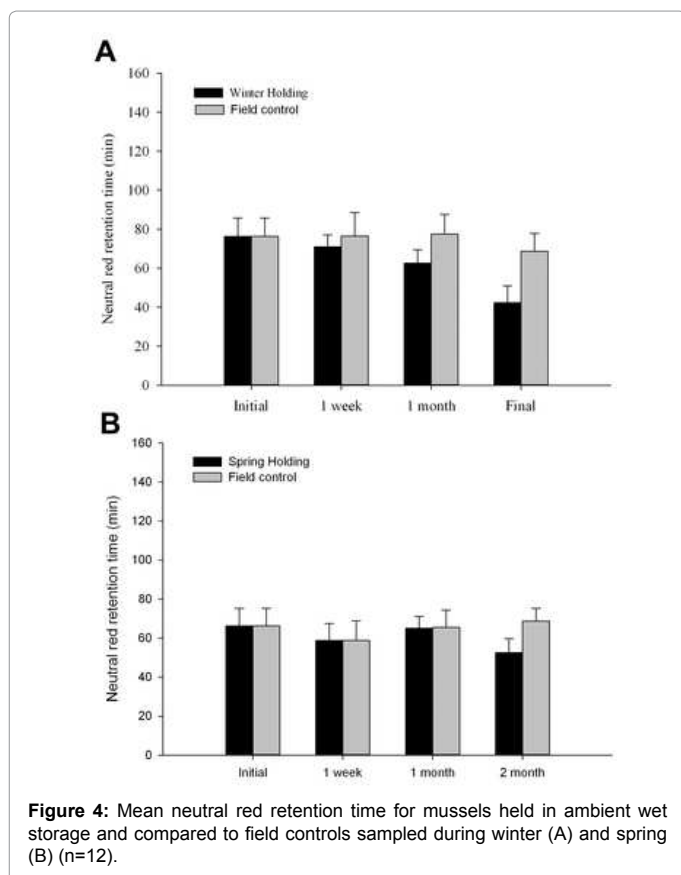 A
160
140
120
100
80
60
40
20
0
Neutral red retention time (min)
Winter Holding
Field control
Initial 1 week 1 month Final
B
160
140
120
100
80
60
40
20
0
Neutral red retention time (min)
Spring Holding
Field control
Initial 1 week 1 month 2 month
Figure 4: Mean neutral red retention time for mussels held in ambient wet
storage and compared to field controls sampled during winter (A) and spring
(B) (n=12).